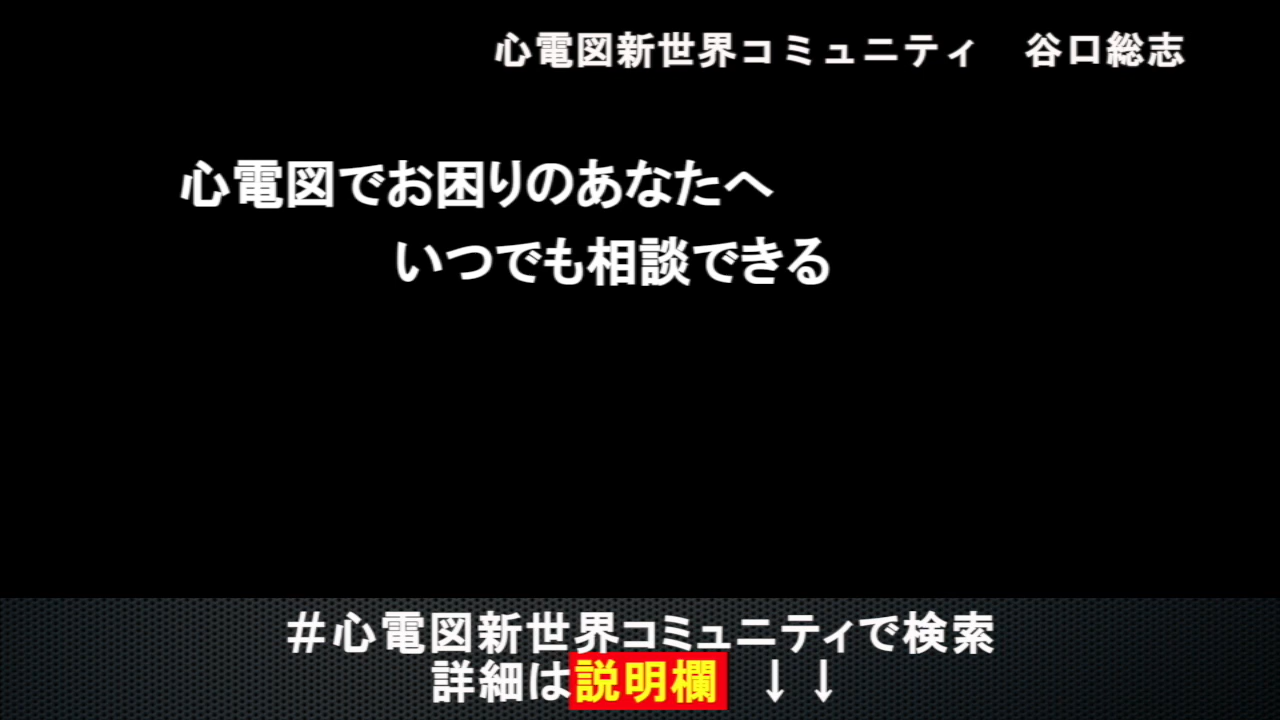 心電図新世界コミュニティ　谷口総志
心電図でお困りのあなたへ
いつでも相談できる
＃心電図新世界コミュニティで検索
詳細は説明欄　↓↓